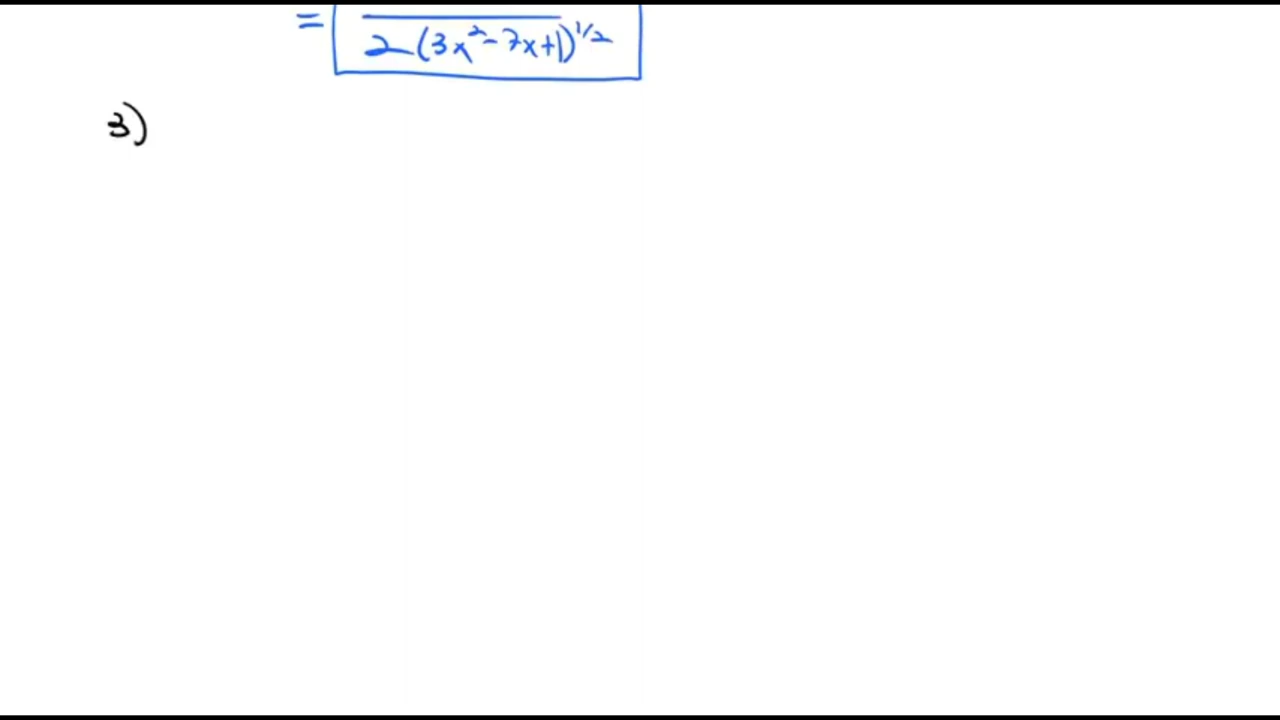 = 2(3x²-7x+1)^1/2
3)